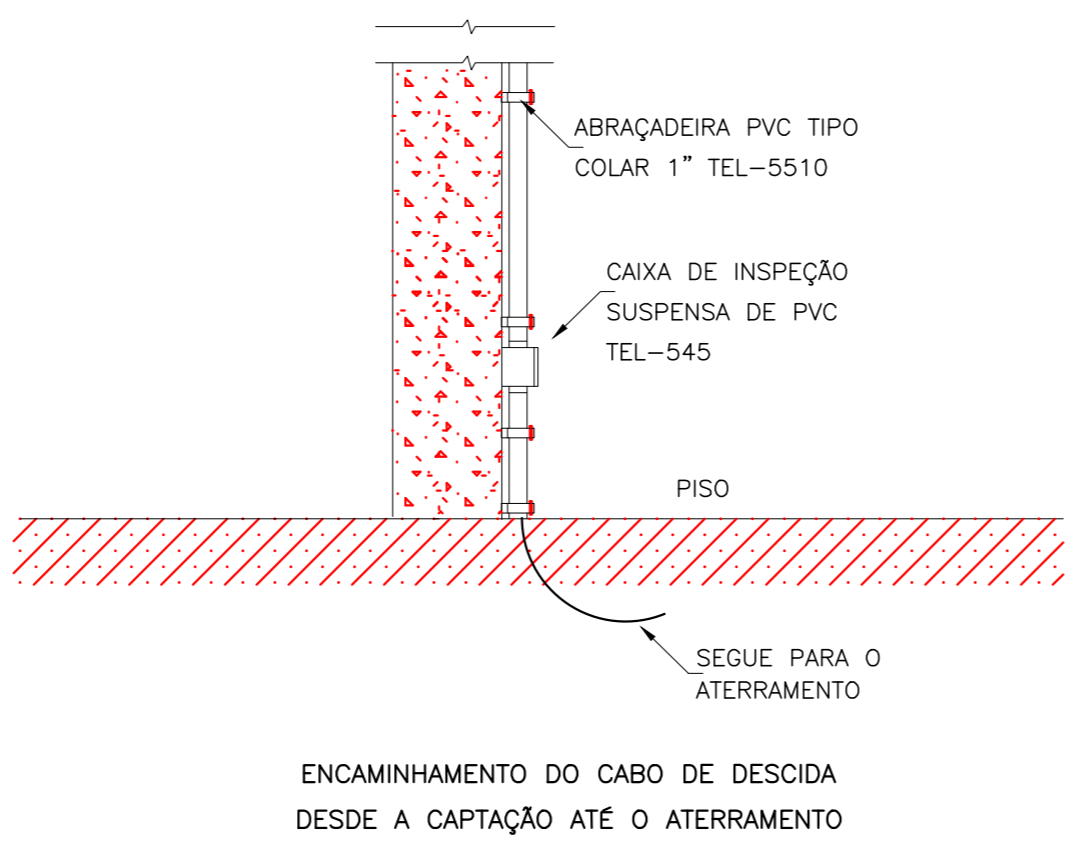 ABRAÇADEIRA PVC TIPO
COLAR 1” TEL-5510
CAIXA DE INSPEÇÃO
SUSPENSA DE PVC
TEL-545
PISO
SEGUE PARA O
ATERRAMENTO
ENCAMINHAMENTO DO CABO DE DESCIDA
DESDE A CAPTAÇÃO ATÉ O ATERRAMENTO